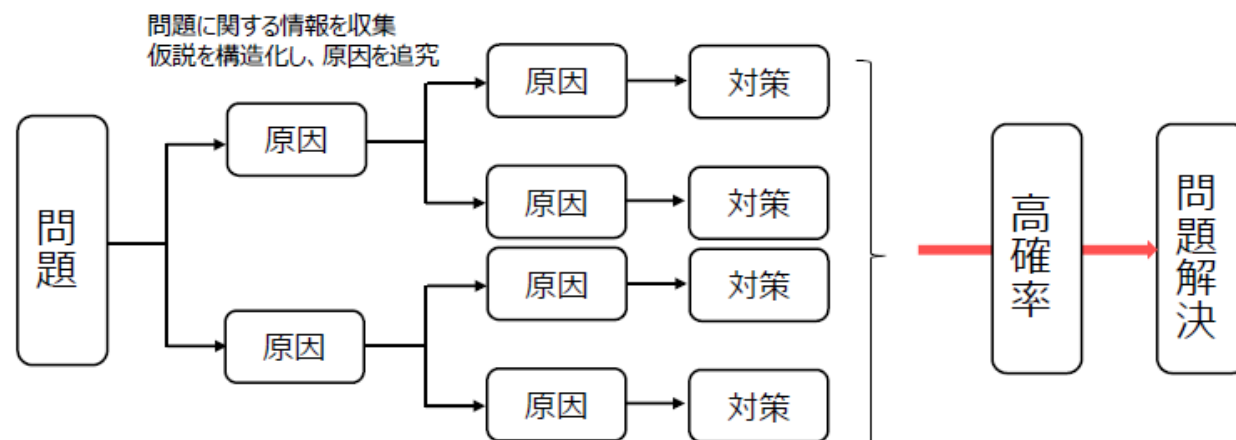 問題に関する情報を収集
仮説を構造化し、原因を追究
問題
原因
原因
原因
原因
原因
原因
対策
対策
対策
対策
高確率
問題解決